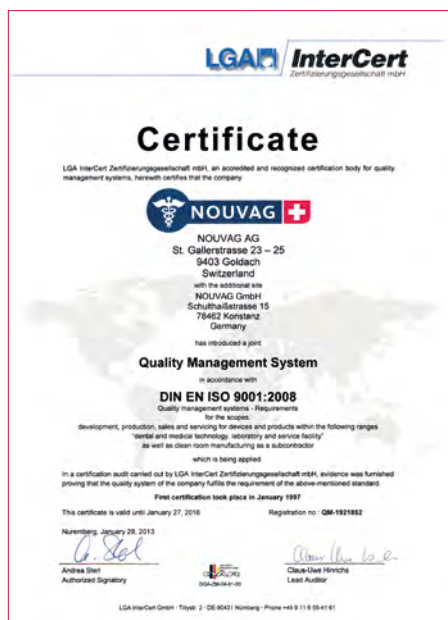 LGA InterCert
Zertifizierungsgesellschaft mbH
Certificate
LGA InterCert Zertifizierungsgesellschaft mbH, an accredited and recognized certification body for quality
management systems, herewith certifies that the company
NOUVAG
NOUVAG AG
St. Gallerstrasse 23 – 25
9403 Goldach
Switzerland
with the additional site
NOUVAG GmbH
Schulthaißstrasse 15
78462 Konstanz
Germany
has introduced a joint
Quality Management System
in accordance with
DIN EN ISO 9001:2008
Quality management systems - Requirements
for the scopes:
development, production, sales and servicing for devices and products within the following ranges
"dental and medical technology, laboratory and service facility"
as well as clean room manufacturing as a subcontractor
which is being applied.
In a certification audit carried out by LGA InterCert Zertifizierungsgesellschaft mbH, evidence was furnished
proving that the quality system of the company fulfills the requirement of the above-mentioned standard.
First certification took place in January 1997
This certificate is valid until January 27, 2016 Registration no.: QM-1921852
Nuremberg, January 28, 2013
Andrea Sterl Claus-Uwe Hinrichs
Authorized Signatory Lead Auditor
LGA InterCert GmbH · Tillystr. 2 · DE-90431 Nürnberg · Phone +49 9 11 6 55-41 61